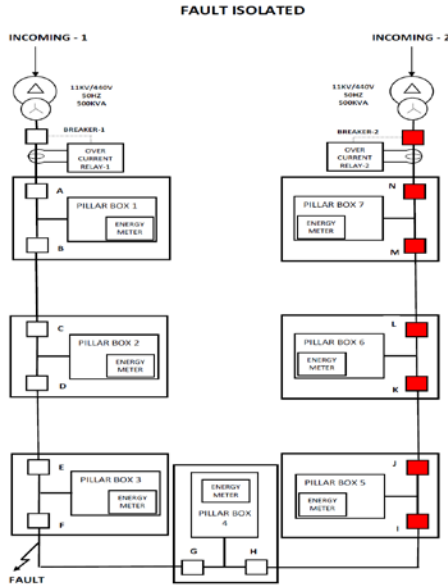 FAULT ISOLATED
INCOMING - 1
INCOMING - 2
11KV/440V
50HZ
500KVA
11KV/440V
50HZ
500KVA
BREAKER-1
BREAKER-2
OVER
CURRENT
RELAY-1
OVER
CURRENT
RELAY-2
A
PILLAR BOX 1
ENERGY
METER
B
N
PILLAR BOX 7
ENERGY
METER
M
C
PILLAR BOX 2
ENERGY
METER
D
L
PILLAR BOX 6
ENERGY
METER
K
E
PILLAR BOX 3
ENERGY
METER
F
ENERGY
METER
PILLAR BOX
4
G
H
J
PILLAR BOX 5
ENERGY
METER
I
FAULT